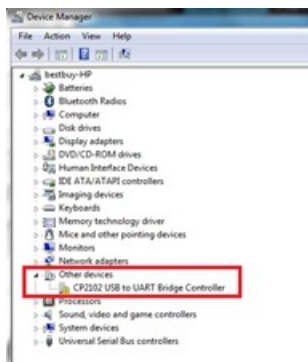 Device Manager
File Action View Help
bestbuy-HP
Batteries
Bluetooth Radios
Computer
Disk drives
Display adapters
DVD/CD-ROM drives
Human Interface Devices
IDE ATA/ATAPI controllers
Imaging devices
Keyboards
Memory technology driver
Mice and other pointing devices
Monitors
Network adapters
Other devices
CP2102 USB to UART Bridge Controller
Processors
Sound, video and game controllers
System devices
Universal Serial Bus controllers